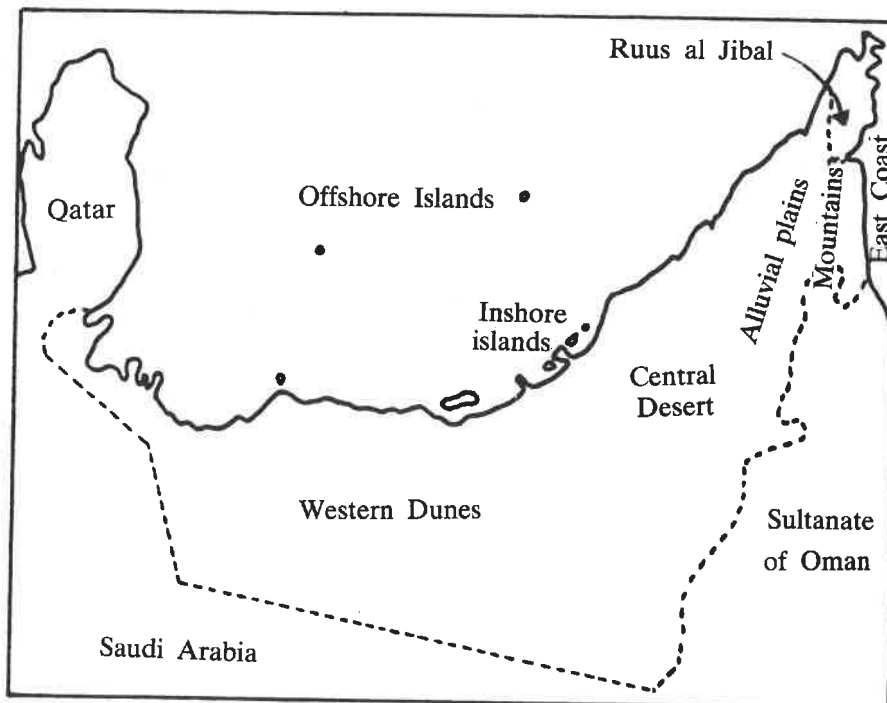 Ruus al Jibal
Qatar
Offshore Islands
East Coast
Mountains
Alluvial plains
Inshore
islands
Central
Desert
Western Dunes
Sultanate
of Oman
Saudi Arabia